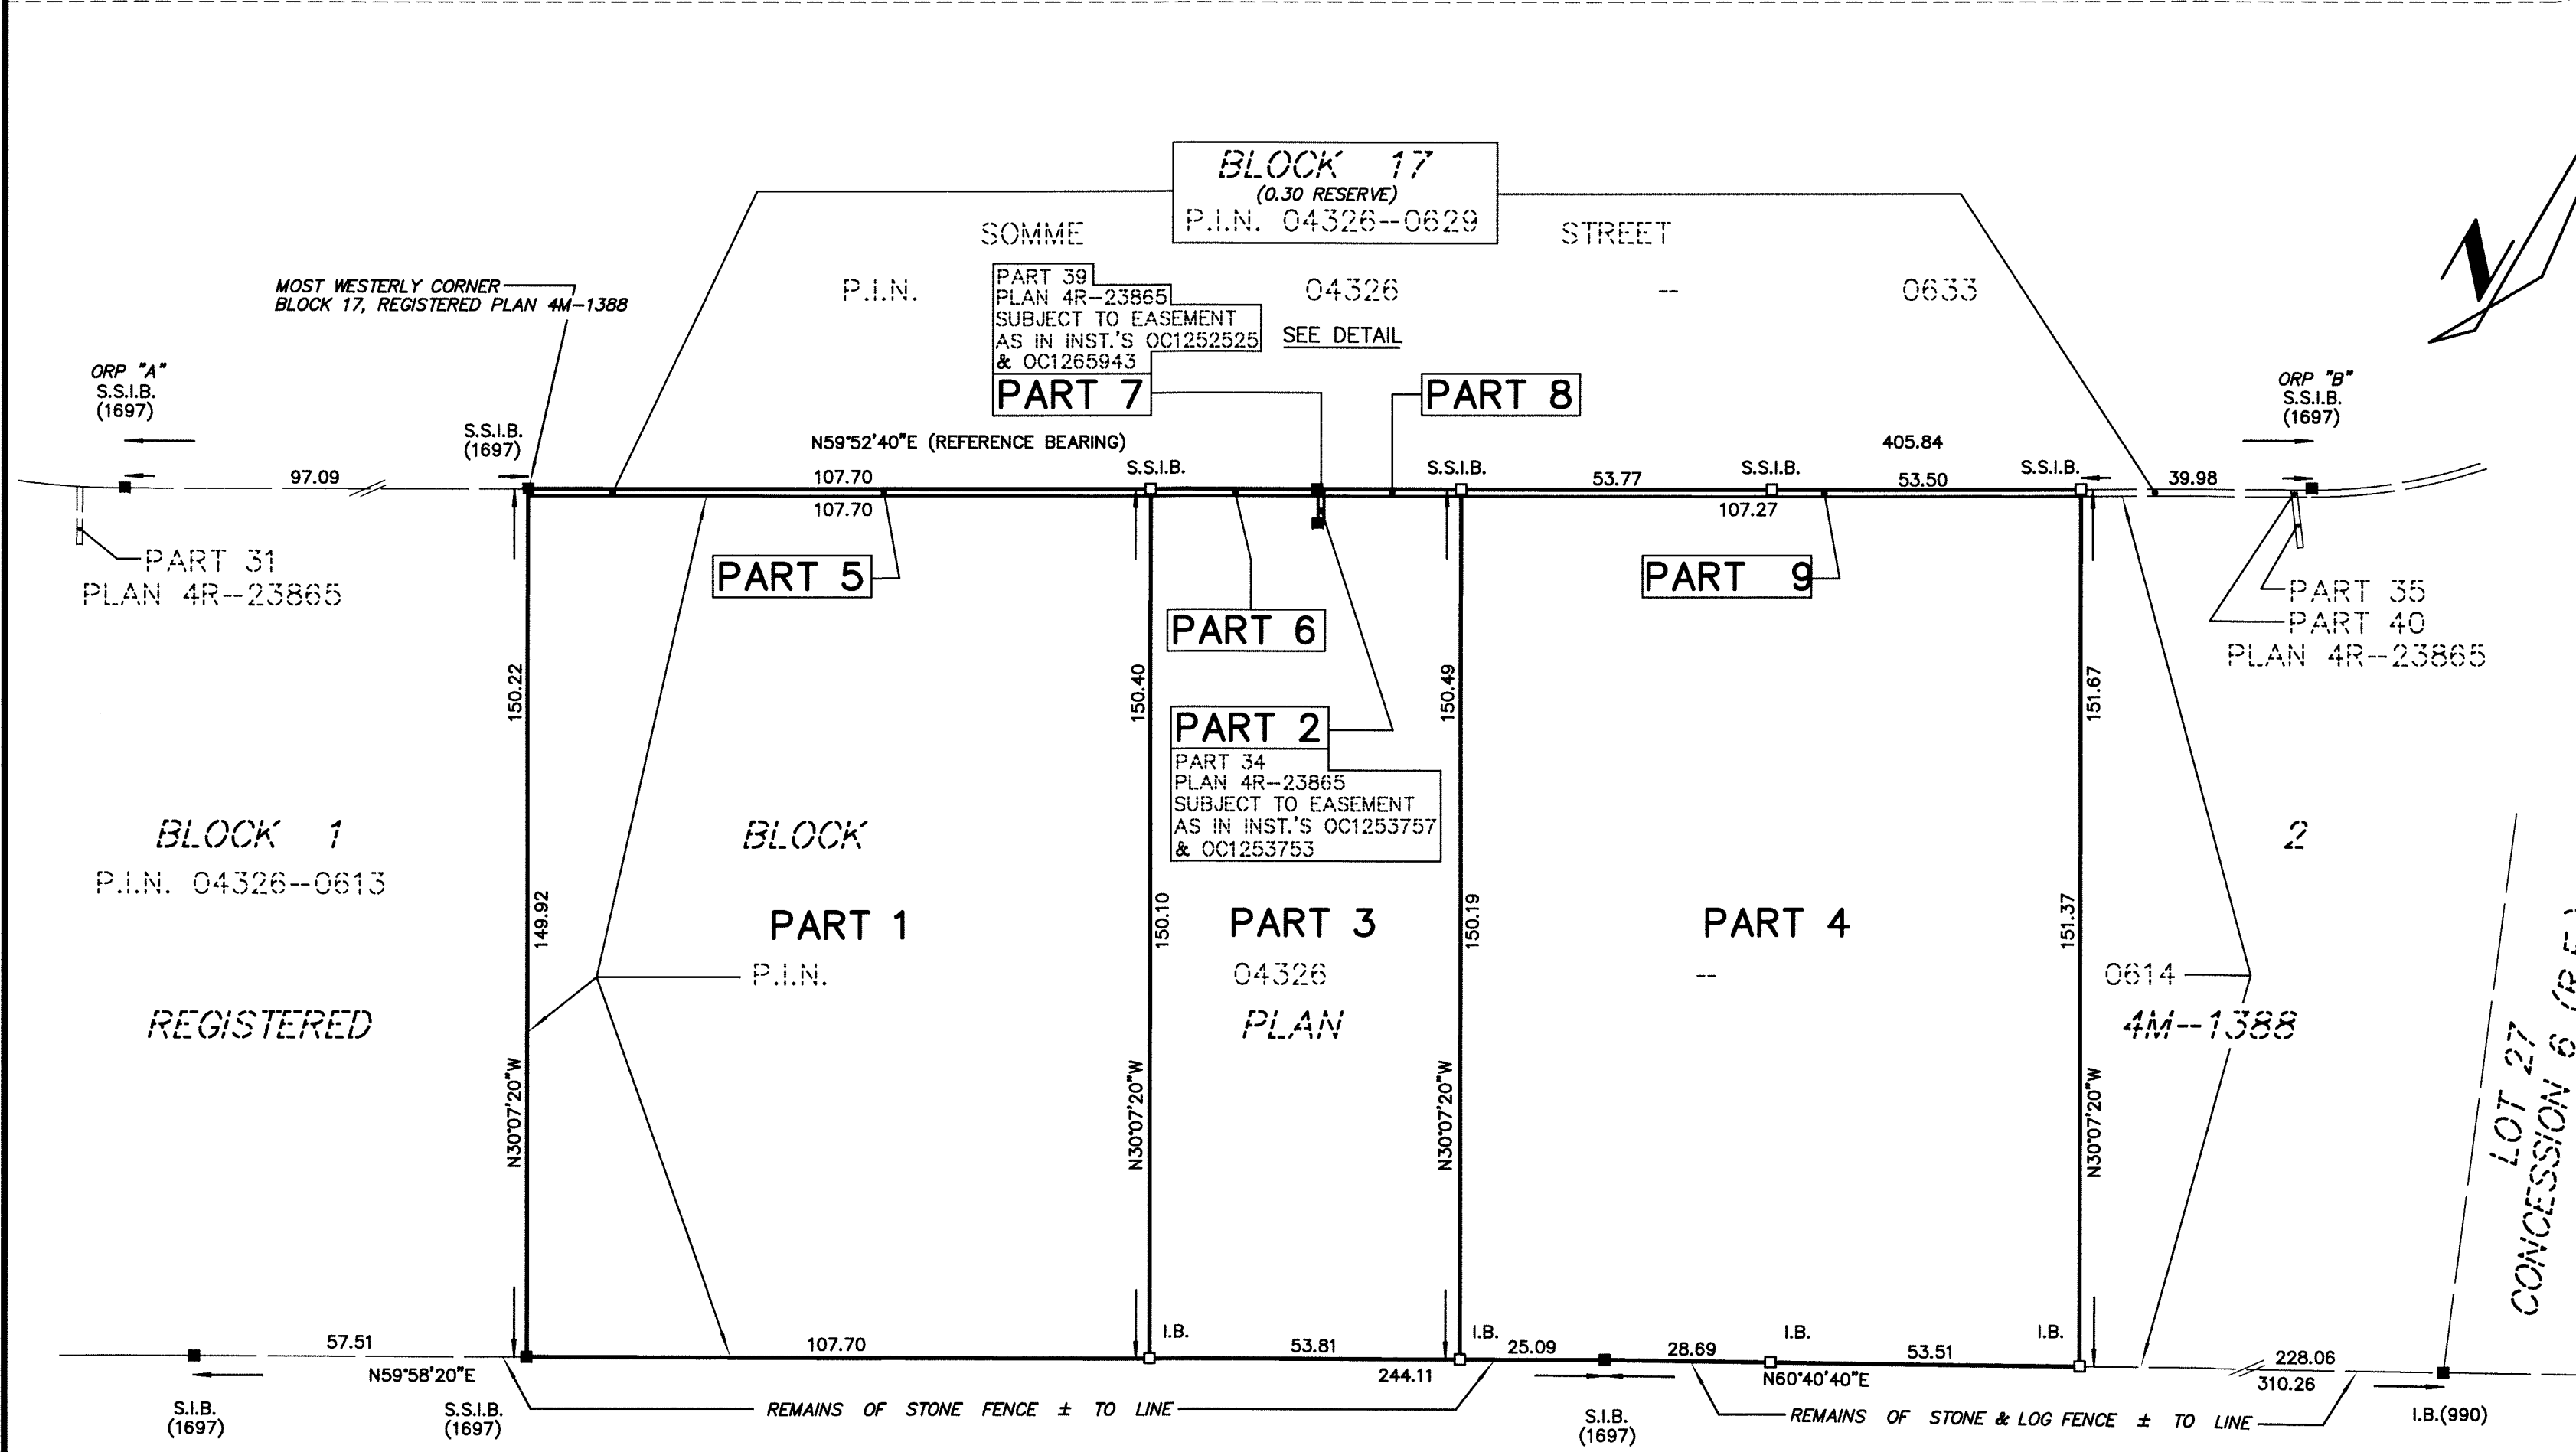 BLOCK 17
(0.30 RESERVE)
P.I.N. 04326--0629
SOMME STREET
P.I.N. 04326 -- 0633
MOST WESTERLY CORNER
BLOCK 17, REGISTERED PLAN 4M-1388
PART 39
PLAN 4R--23865
SUBJECT TO EASEMENT
AS IN INST.'S OC1252525
& OC1265943
PART 7
SEE DETAIL
PART 8
ORP "A"
S.S.I.B.
(1697)
S.S.I.B.
(1697)
N59°52'40"E (REFERENCE BEARING)
405.84
ORP "B"
S.S.I.B.
(1697)
97.09
107.70
S.S.I.B.
S.S.I.B.
53.77
S.S.I.B.
53.50
S.S.I.B.
39.98
107.70
107.27
PART 31
PLAN 4R--23865
PART 5
PART 6
PART 9
PART 35
PART 40
PLAN 4R--23865
150.22
150.40
150.49
151.67
PART 2
PART 34
PLAN 4R--23865
SUBJECT TO EASEMENT
AS IN INST.'S OC1253757
& OC1253753
BLOCK 1
P.I.N. 04326--0613
BLOCK
2
149.92
150.10
150.19
151.37
PART 1
PART 3
PART 4
P.I.N. 04326 -- 0614
REGISTERED PLAN 4M--1388
N30°07'20"W
N30°07'20"W
N30°07'20"W
N30°07'20"W
LOT 27
CONCESSION 6
57.51
107.70
I.B.
53.81
I.B.
25.09
28.69
I.B.
53.51
I.B.
228.06
N59°58'20"E
244.11
N60°40'40"E
310.26
S.I.B.
(1697)
S.S.I.B.
(1697)
REMAINS OF STONE FENCE ± TO LINE
S.I.B.
(1697)
REMAINS OF STONE & LOG FENCE ± TO LINE
I.B.(990)